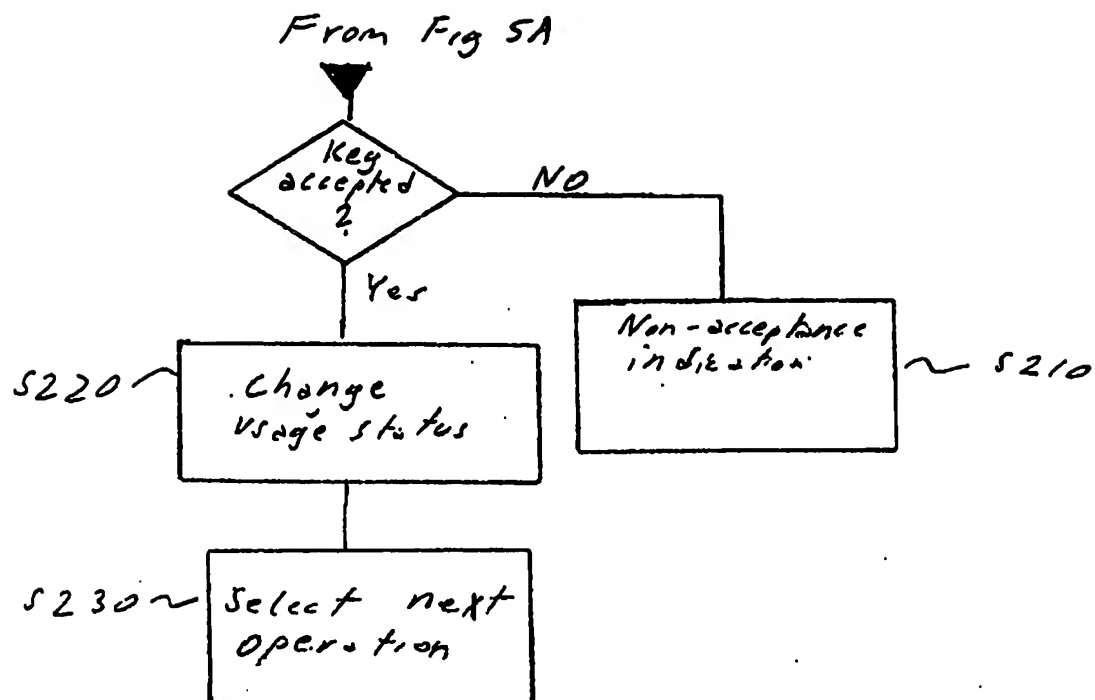 From Fig 5A
Key
accepted
?
NO
Yes
Non-acceptance
indication
S210
S220
Change
usage status
S230
Select next
operation